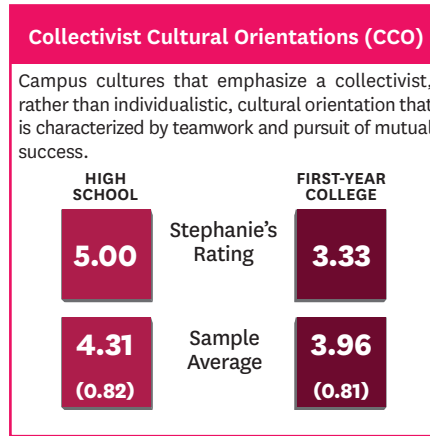 Collectivist Cultural Orientations (CCO)
Campus cultures that emphasize a collectivist,
rather than individualistic, cultural orientation that
is characterized by teamwork and pursuit of mutual
success.
HIGH
SCHOOL
FIRST-YEAR
COLLEGE
5.00
Stephanie’s
Rating
3.33
4.31
(0.82)
Sample
Average
3.96
(0.81)